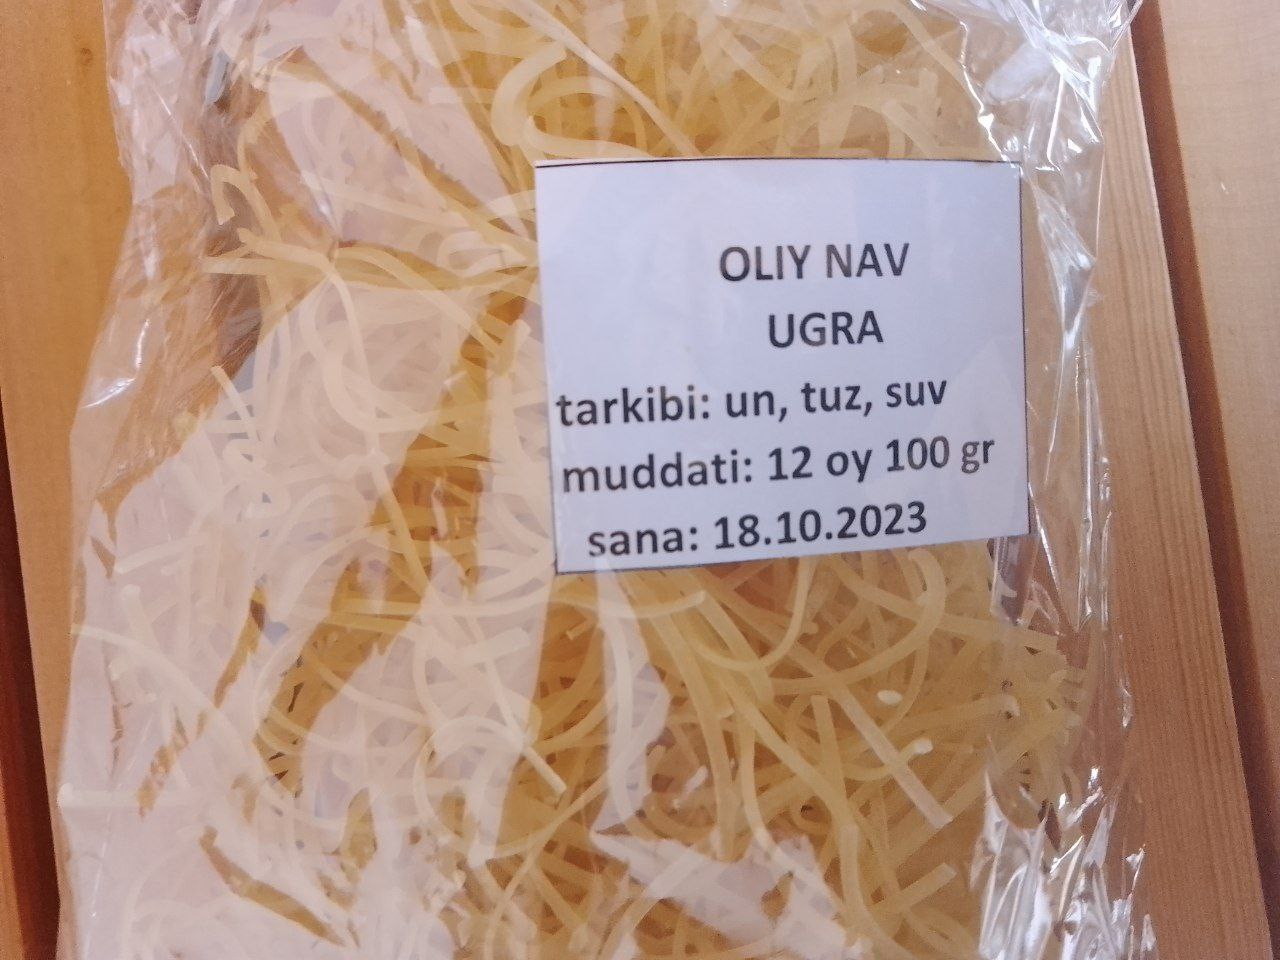 OLIY NAV
UGRA
tarkibi: un, tuz, suv
muddati: 12 oy 100 gr
sana: 18.10.2023